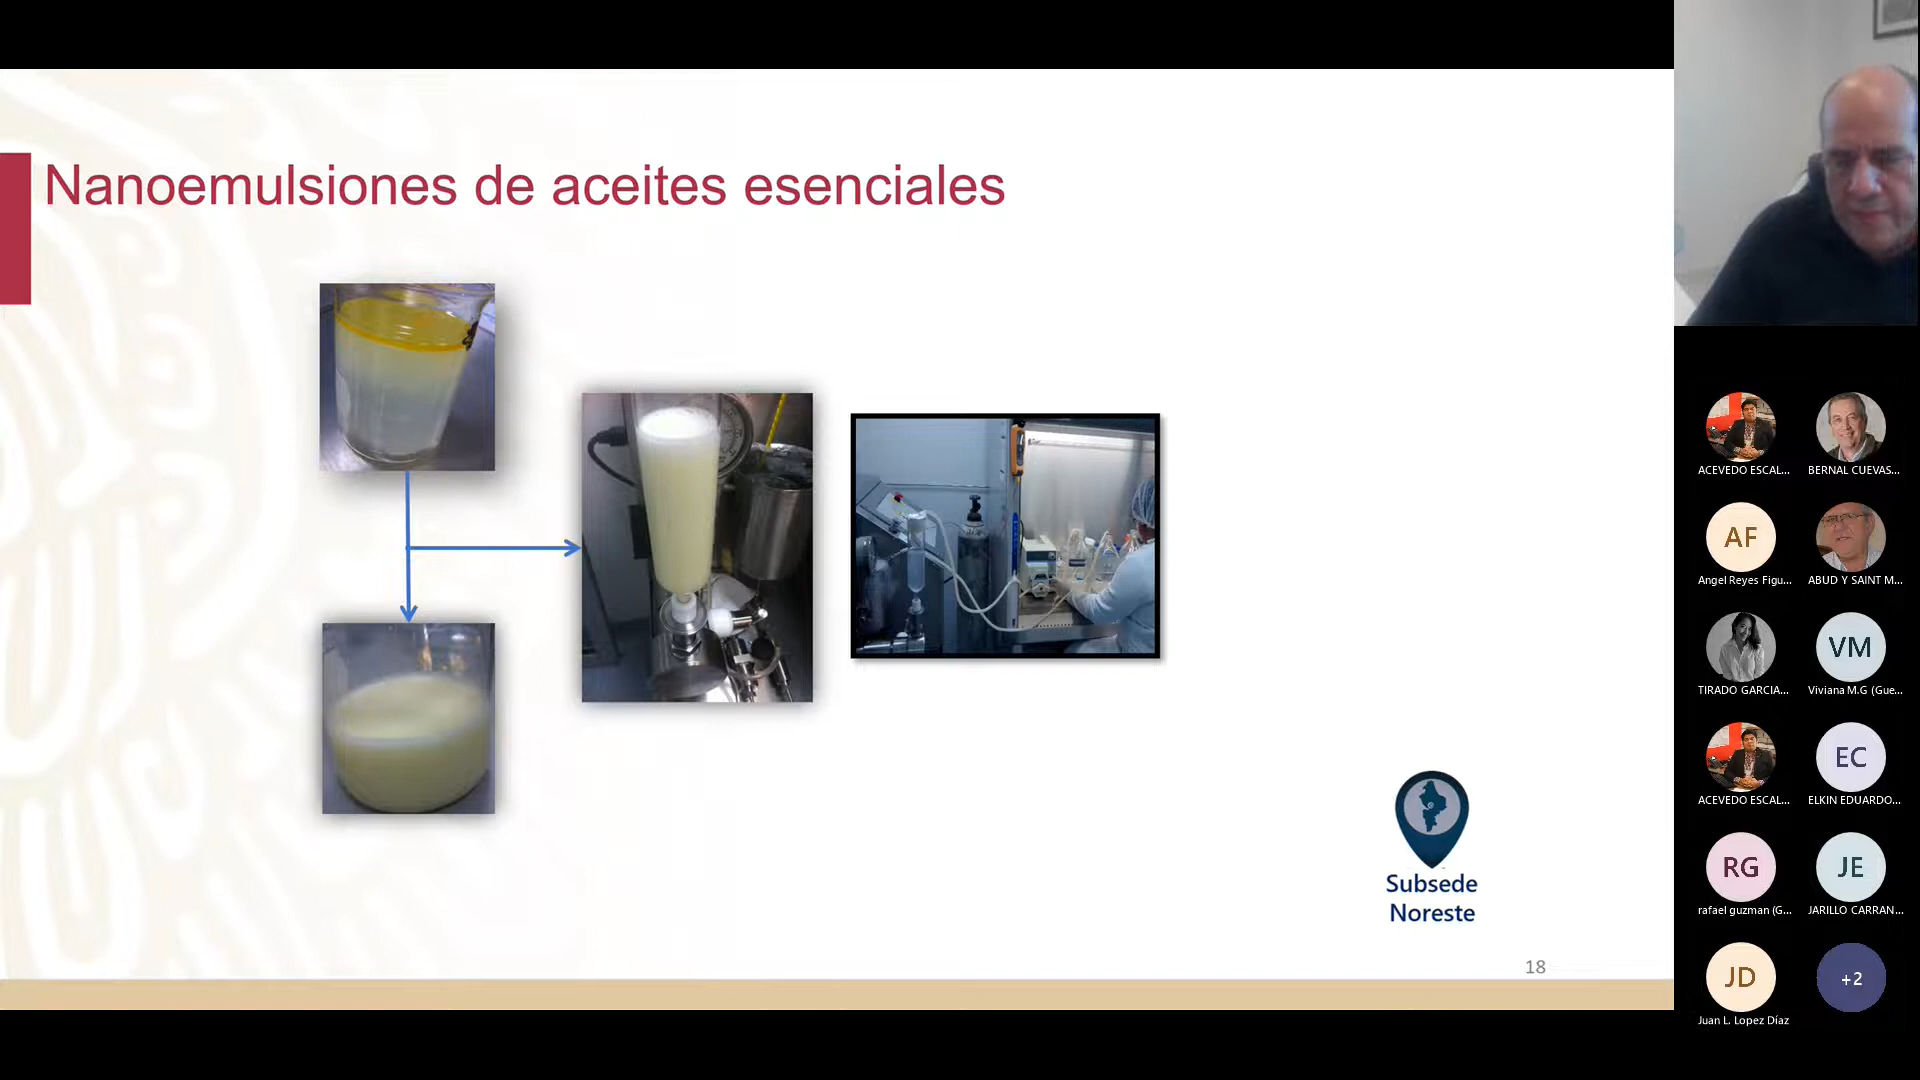 Nanoemulsiones de aceites esenciales
Subsede
Noreste
18
ACEVEDO ESCAL...
BERNAL CUEVAS...
AF
Angel Reyes Figu...
ABUD Y SAINT M...
TIRADO GARCIA...
VM
Viviana M.G (Gue...
ACEVEDO ESCAL...
EC
ELKIN EDUARDO...
RG
rafael guzman (G...
JE
JARILLO CARRAN...
JD
Juan L. Lopez Díaz
+2